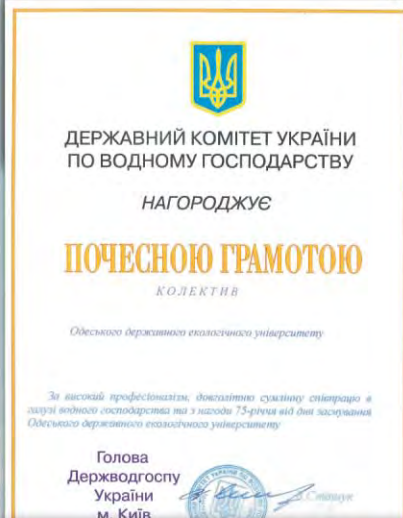 ДЕРЖАВНИЙ КОМІТЕТ УКРАЇНИ
ПО ВОДНОМУ ГОСПОДАРСТВУ
НАГОРОДЖУЄ
ПОЧЕСНОЮ ГРАМОТОЮ
КОЛЕКТИВ
Одеського державного екологічного університету
За високий професіоналізм, довголітню сумлінну співпрацю в
галузі водного господарства та з нагоди 75-річчя від дня заснування
Одеського державного екологічного університету
Голова
Держводгоспу
України
В.Сташук
м. Київ